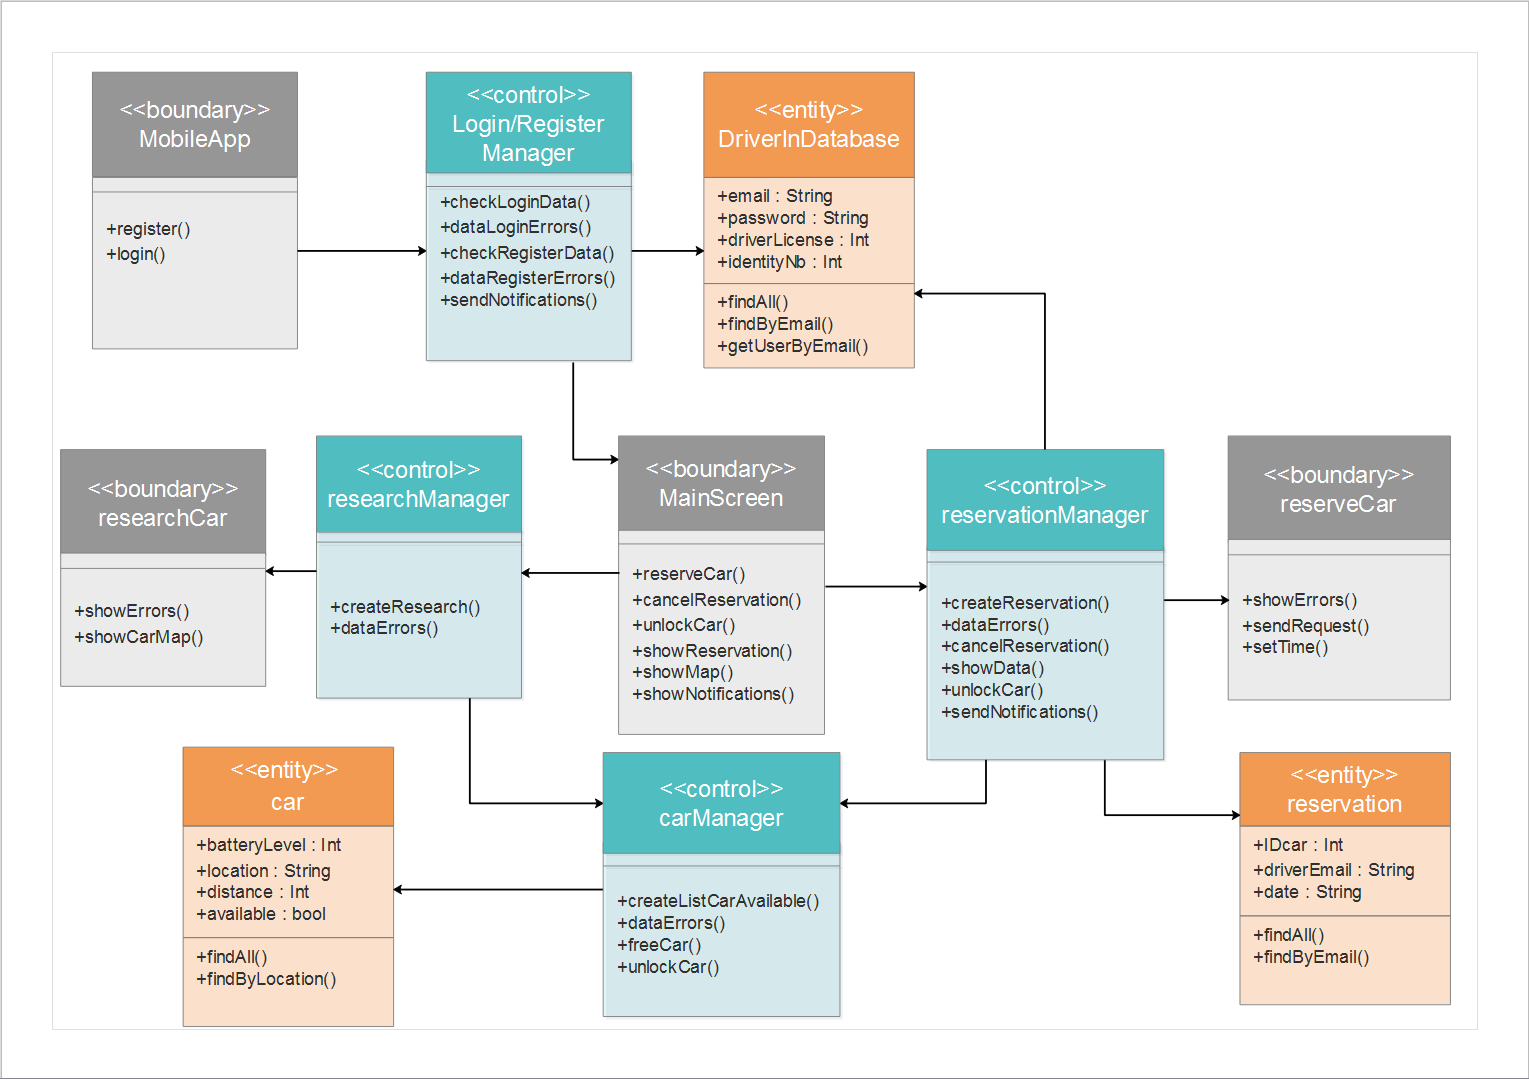 <<boundary>>
MobileApp
+register()
+login()
<<control>>
Login/Register
Manager
+checkLoginData()
+dataLoginErrors()
+checkRegisterData()
+dataRegisterErrors()
+sendNotifications()
<<entity>>
DriverInDatabase
+email : String
+password : String
+driverLicense : Int
+identityNb : Int
+findAll()
+findByEmail()
+getUserByEmail()
<<boundary>>
researchCar
+showErrors()
+showCarMap()
<<control>>
researchManager
+createResearch()
+dataErrors()
<<boundary>>
MainScreen
+reserveCar()
+cancelReservation()
+unlockCar()
+showReservation()
+showMap()
+showNotifications()
<<control>>
reservationManager
+createReservation()
+dataErrors()
+cancelReservation()
+showData()
+unlockCar()
+sendNotifications()
<<boundary>>
reserveCar
+showErrors()
+sendRequest()
+setTime()
<<entity>>
car
+batteryLevel : Int
+location : String
+distance : Int
+available : bool
+findAll()
+findByLocation()
<<control>>
carManager
+createListCarAvailable()
+dataErrors()
+freeCar()
+unlockCar()
<<entity>>
reservation
+IDcar : Int
+driverEmail : String
+date : String
+findAll()
+findByEmail()